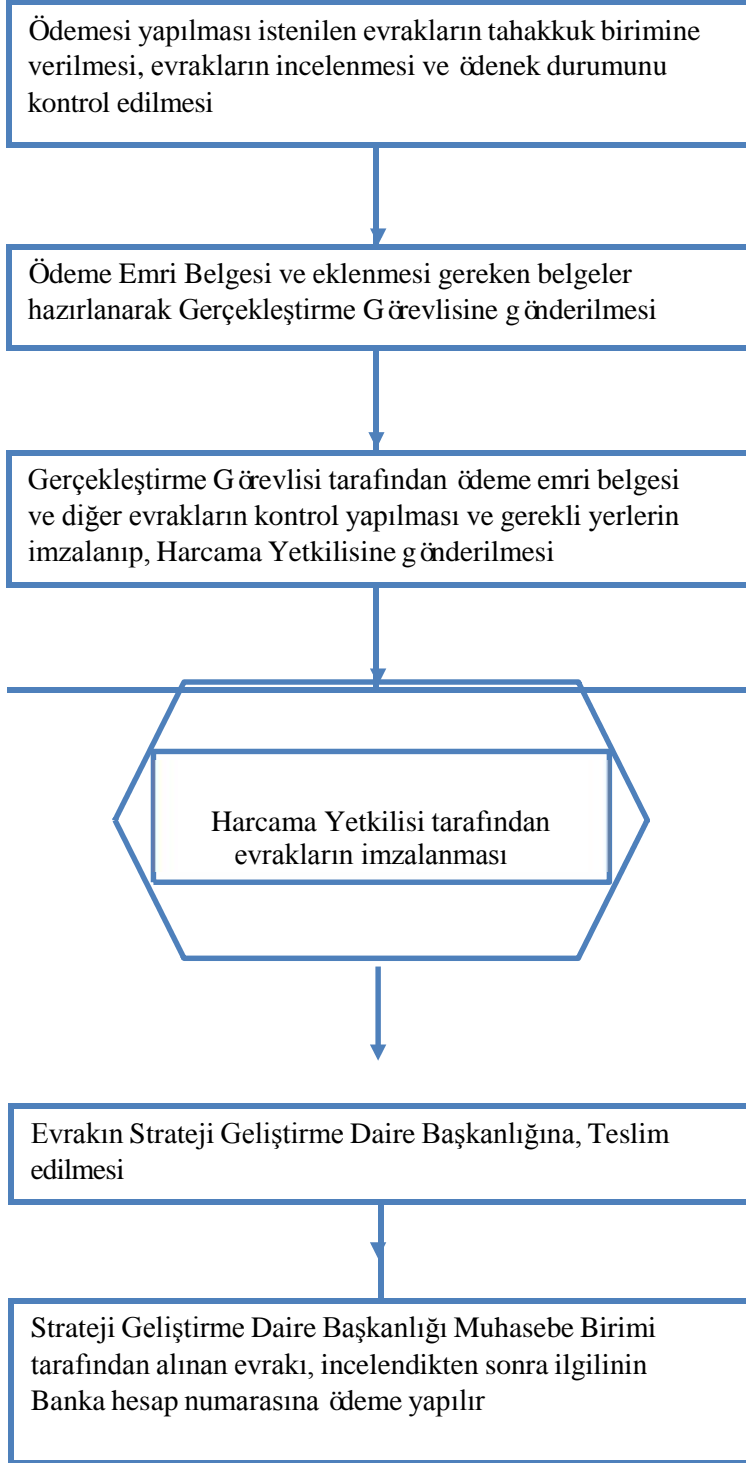 Ödemesi yapılması istenilen evrakların tahakkuk birimine
verilmesi, evrakların incelenmesi ve ödenek durumunu
kontrol edilmesi
Ödeme Emri Belgesi ve eklenmesi gereken belgeler
hazırlanarak Gerçekleştirme Görevlisine gönderilmesi
Gerçekleştirme Görevlisi tarafından ödeme emri belgesi
ve diğer evrakların kontrol yapılması ve gerekli yerlerin
imzalanıp, Harcama Yetkilisine gönderilmesi
Harcama Yetkilisi tarafından
evrakların imzalanması
Evrakın Strateji Geliştirme Daire Başkanlığına, Teslim
edilmesi
Strateji Geliştirme Daire Başkanlığı Muhasebe Birimi
tarafından alınan evrakı, incelendikten sonra ilgilinin
Banka hesap numarasına ödeme yapılır